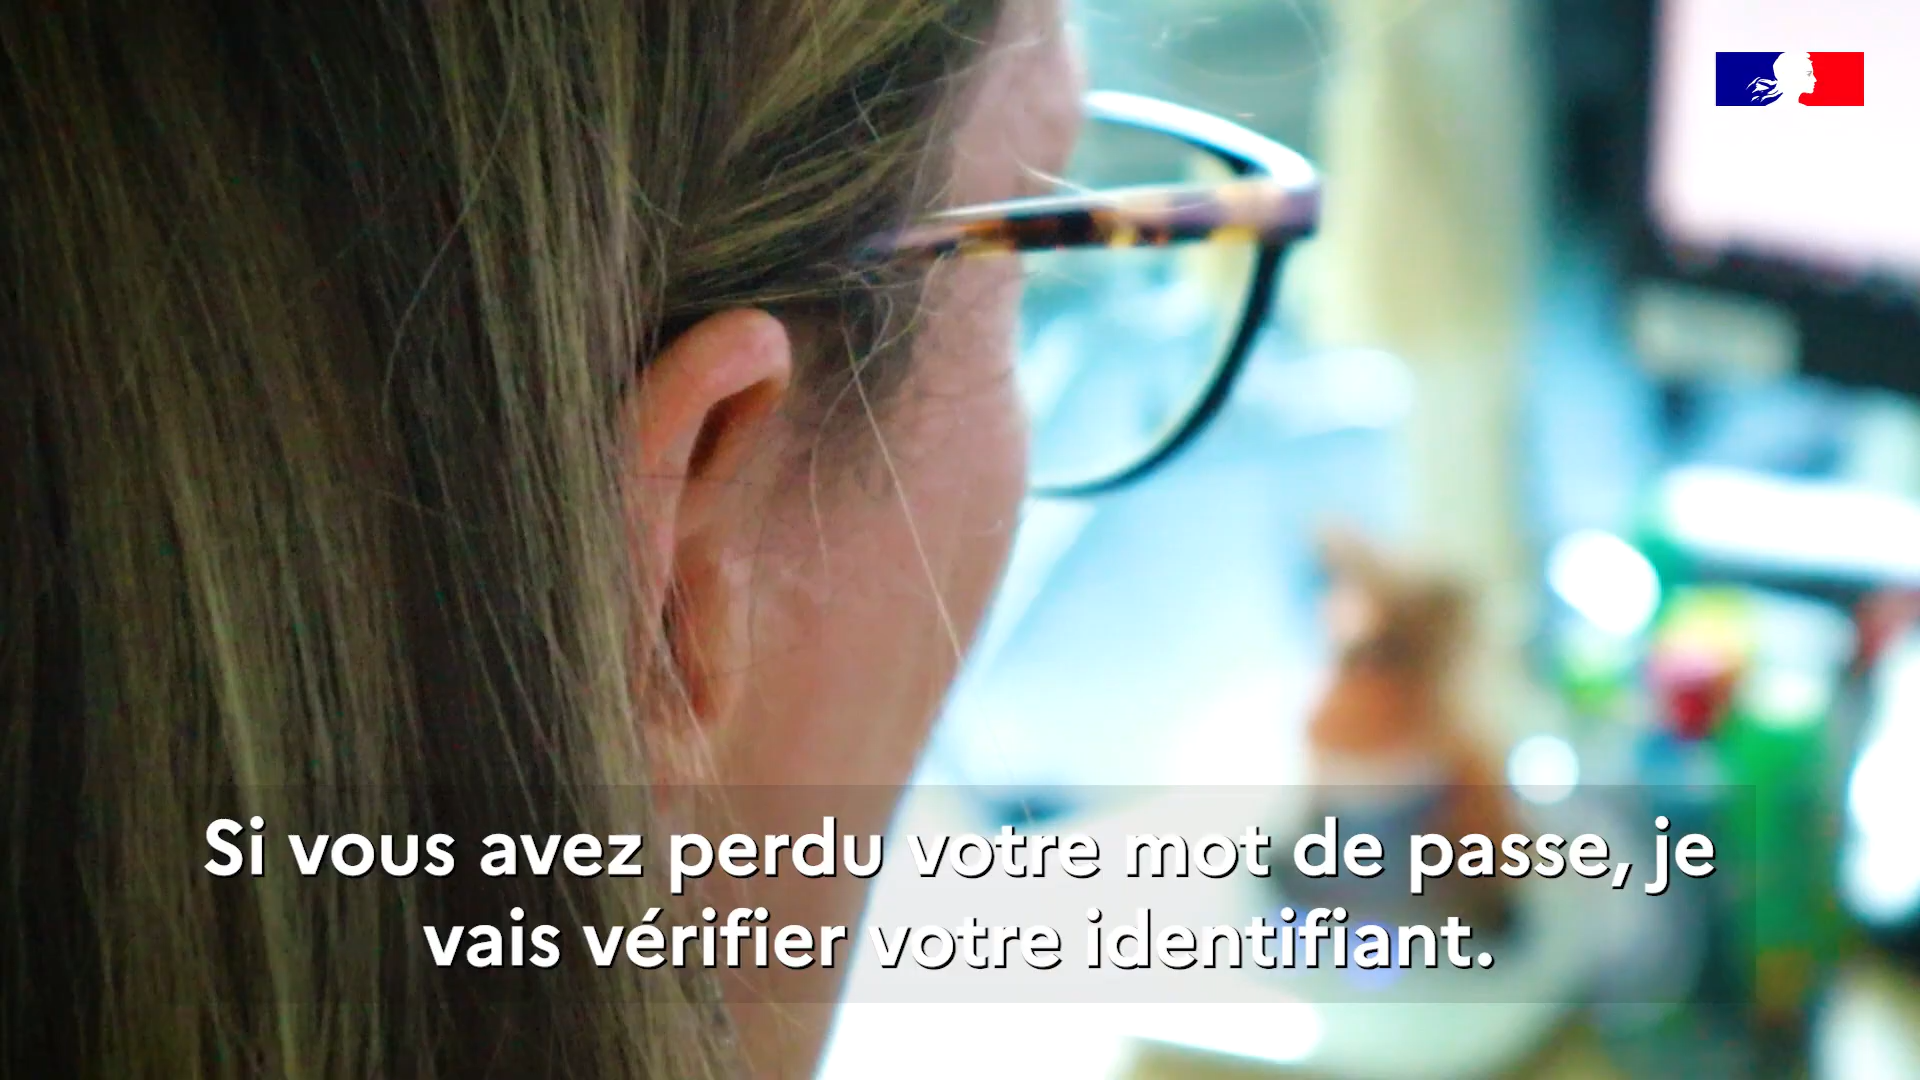 Si vous avez perdu votre mot de passe, je
vais vérifier votre identifiant.